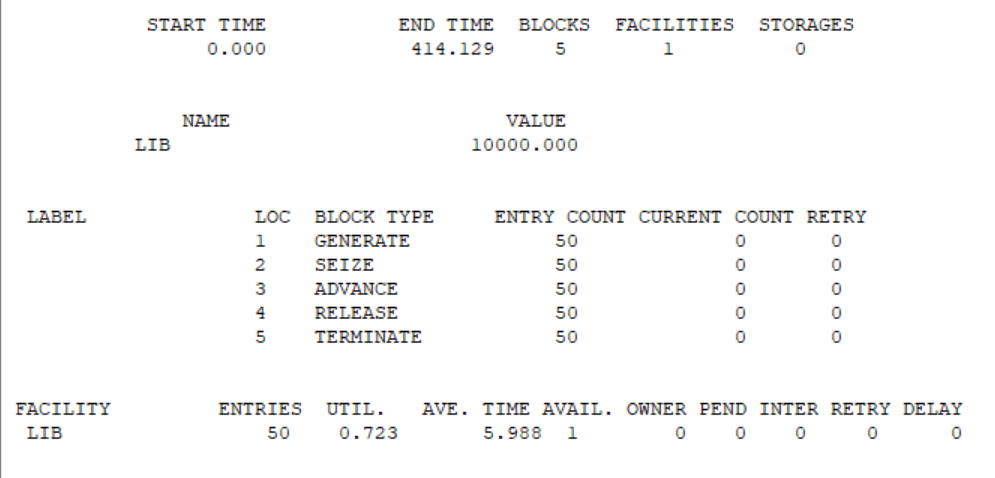 START TIME END TIME BLOCKS FACILITIES STORAGES
0.000 414.129 5 1 0
NAME VALUE
LIB 10000.000
LABEL LOC BLOCK TYPE ENTRY COUNT CURRENT COUNT RETRY
1 GENERATE 50 0 0
2 SEIZE 50 0 0
3 ADVANCE 50 0 0
4 RELEASE 50 0 0
5 TERMINATE 50 0 0
FACILITY ENTRIES UTIL. AVE. TIME AVAIL. OWNER PEND INTER RETRY DELAY
LIB 50 0.723 5.988 1 0 0 0 0 0